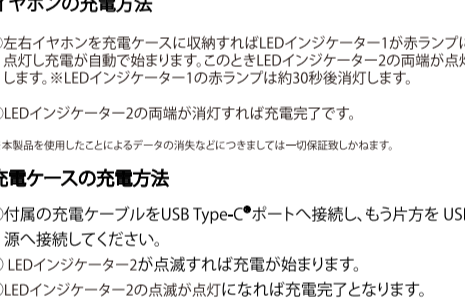 イヤホンの充電方法
左右イヤホンを充電ケースに収納すればLEDインジケーター1が赤ランプに
点灯し充電が自動で始まります。このときLEDインジケーター2の両端が点
します。※LEDインジケーター1の赤ランプは約30秒後消灯します。
LEDインジケーター2の両端が消灯すれば充電完了です。
本製品を使用したことによるデータの消失などにつきましては一切保証致しかねます。
充電ケースの充電方法
付属の充電ケーブルをUSB Type-C®ポートへ接続し、もう片方を USB
源へ接続してください。
LEDインジケーター2が点滅すれば充電が始まります。
LEDインジケーター2の点滅が点灯になれば充電完了となります。